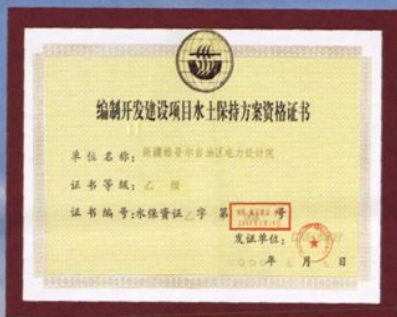 编制开发建设项目水土保持方案资格证书
单位名称：新疆维吾尔自治区电力设计院
证书等级：乙级
证书编号：水保资证乙字第 号
发证单位：
年 月 日